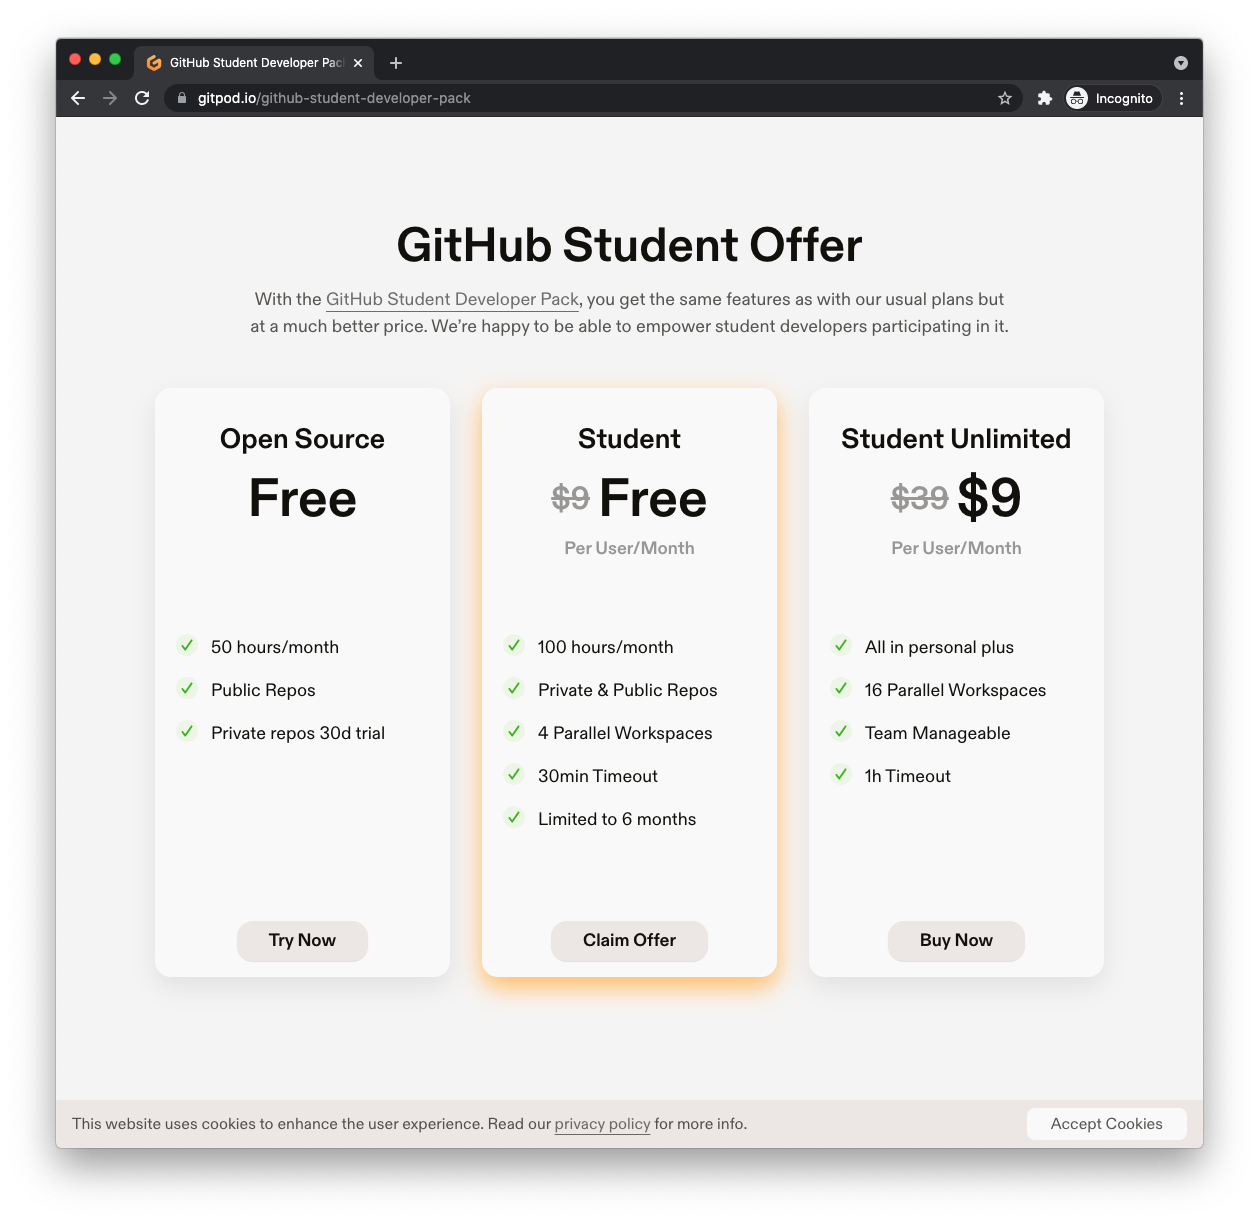 GitHub Student Developer Pac
gitpod.io/github-student-developer-pack
Incognito
GitHub Student Offer
With the GitHub Student Developer Pack, you get the same features as with our usual plans but
at a much better price. We’re happy to be able to empower student developers participating in it.
Open Source
Free
50 hours/month
Public Repos
Private repos 30d trial
Try Now
Student
$9 Free
Per User/Month
100 hours/month
Private & Public Repos
4 Parallel Workspaces
30min Timeout
Limited to 6 months
Claim Offer
Student Unlimited
$39 $9
Per User/Month
All in personal plus
16 Parallel Workspaces
Team Manageable
1h Timeout
Buy Now
This website uses cookies to enhance the user experience. Read our privacy policy for more info.
Accept Cookies